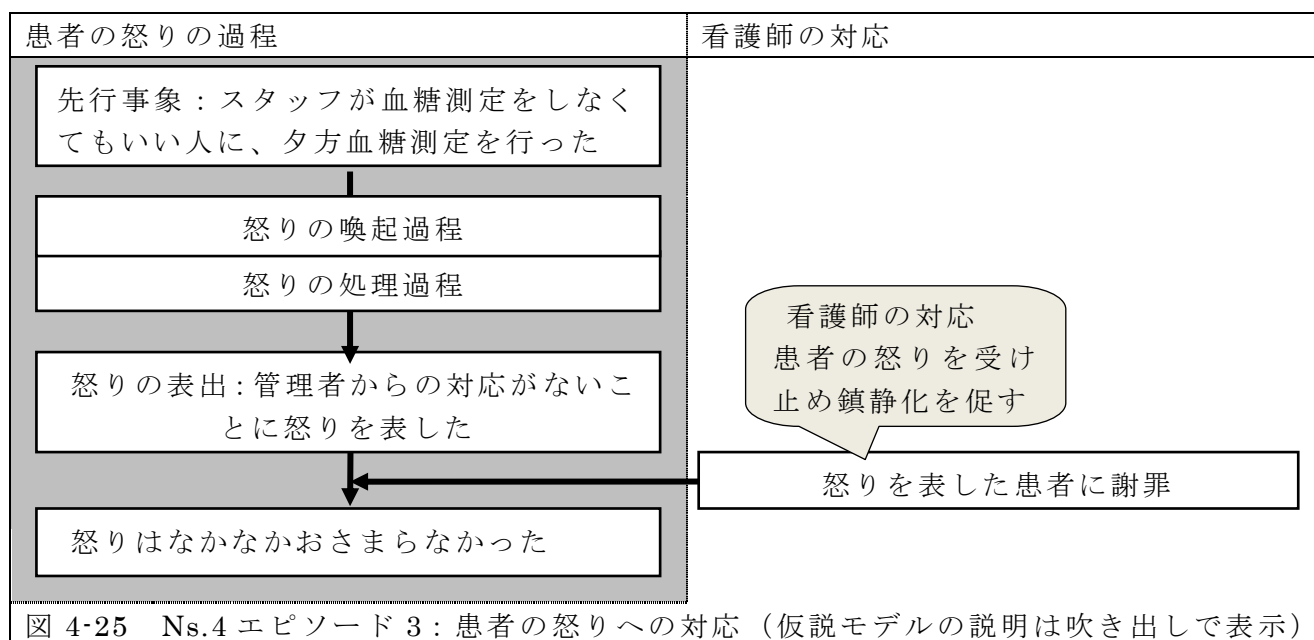 患者の怒りの過程
看護師の対応
先行事象：スタッフが血糖測定をしなく
てもいい人に、夕方血糖測定を行った
怒りの喚起過程
怒りの処理過程
怒りの表出：管理者からの対応がないこ
とに怒りを表した
看護師の対応
患者の怒りを受け
止め鎮静化を促す
怒りを表した患者に謝罪
怒りはなかなかおさまらなかった
図 4-25 Ns.4 エピソード 3：患者の怒りへの対応（仮説モデルの説明は吹き出しで表示）